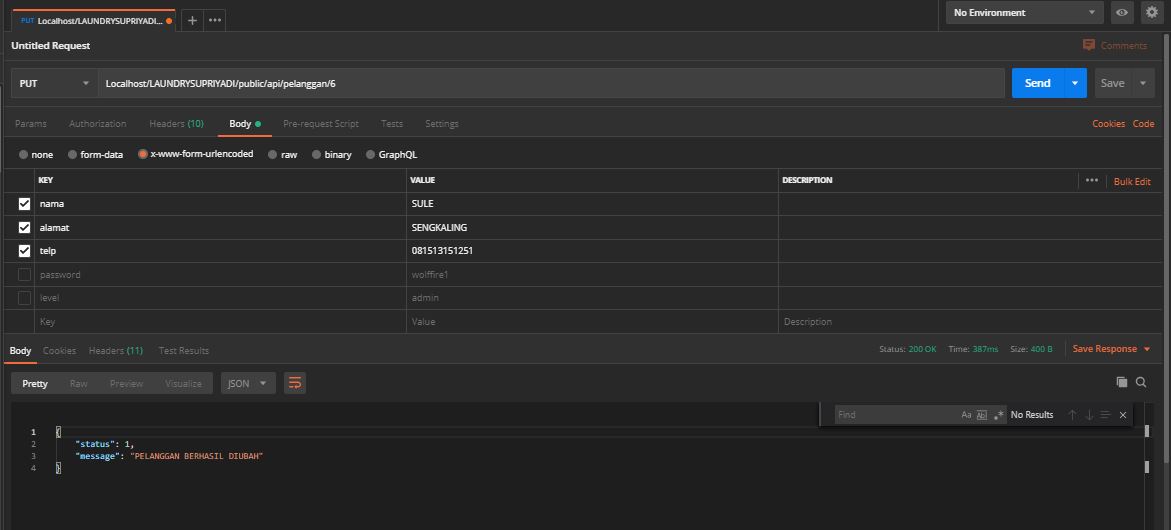 PUT Localhost/LAUNDRYSUPRIYADI... + ••• No Environment
Untitled Request Comments
PUT Localhost/LAUNDRYSUPRIYADI/public/api/pelanggan/6 Send Save
Params Authorization Headers (10) Body Pre-request Script Tests Settings Cookies Code
none form-data x-www-form-urlencoded raw binary GraphQL
KEY VALUE DESCRIPTION ••• Bulk Edit
nama SULE
alamat SENGKALING
telp 081513151251
password wolffire1
level admin
Key Value Description
Body Cookies Headers (11) Test Results Status: 200 OK Time: 387ms Size: 400 B Save Response
Pretty Raw Preview Visualize JSON
Find Aa Ab| .* No Results
1 {
2 "status": 1,
3 "message": "PELANGGAN BERHASIL DIUBAH"
4 }